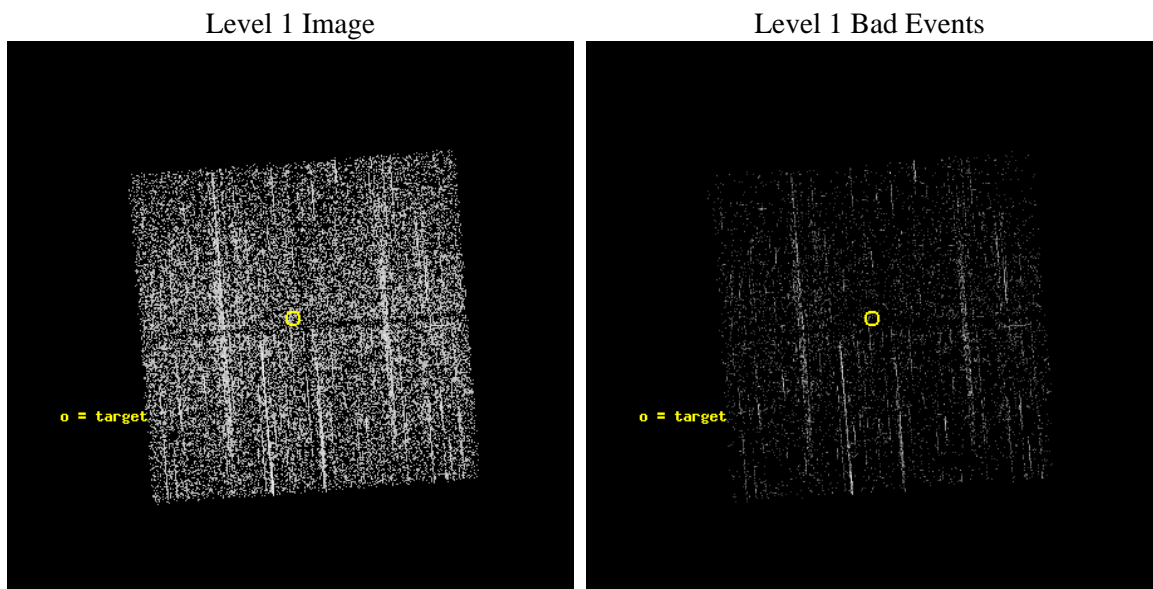 Level 1 Image
Level 1 Bad Events
o = target
o = target